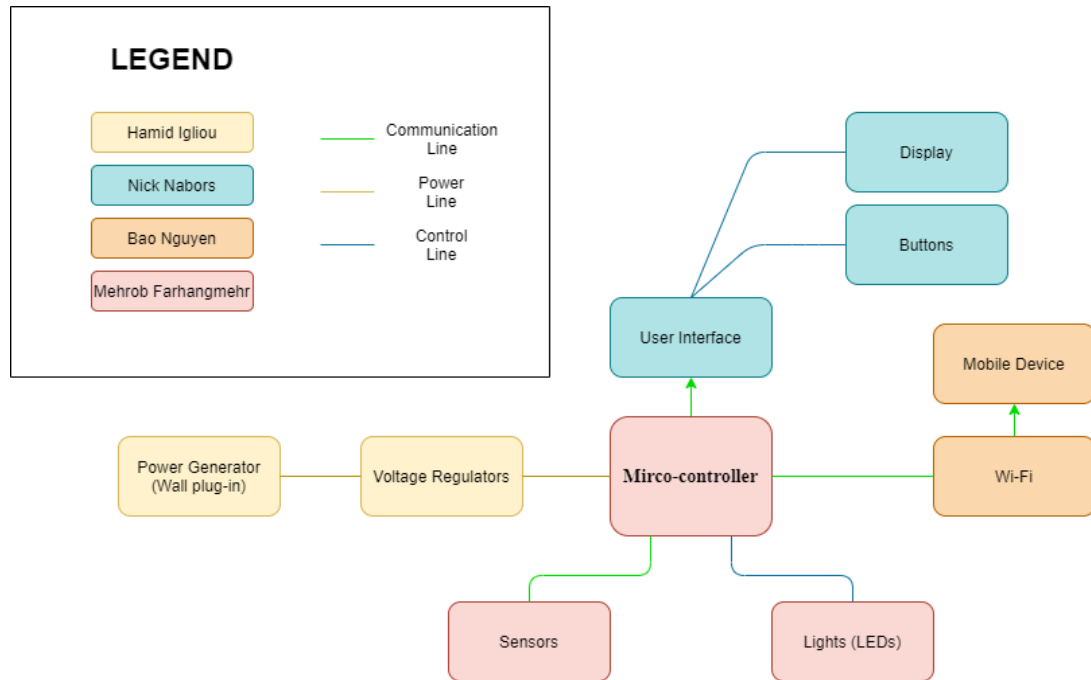 LEGEND
Hamid Igliou
Nick Nabors
Bao Nguyen
Mehrob Farhangmehr
Communication
Line
Power
Line
Control
Line
Display
Buttons
User Interface
Mobile Device
Power Generator
(Wall plug-in)
Voltage Regulators
Mirco-controller
Wi-Fi
Sensors
Lights (LEDs)